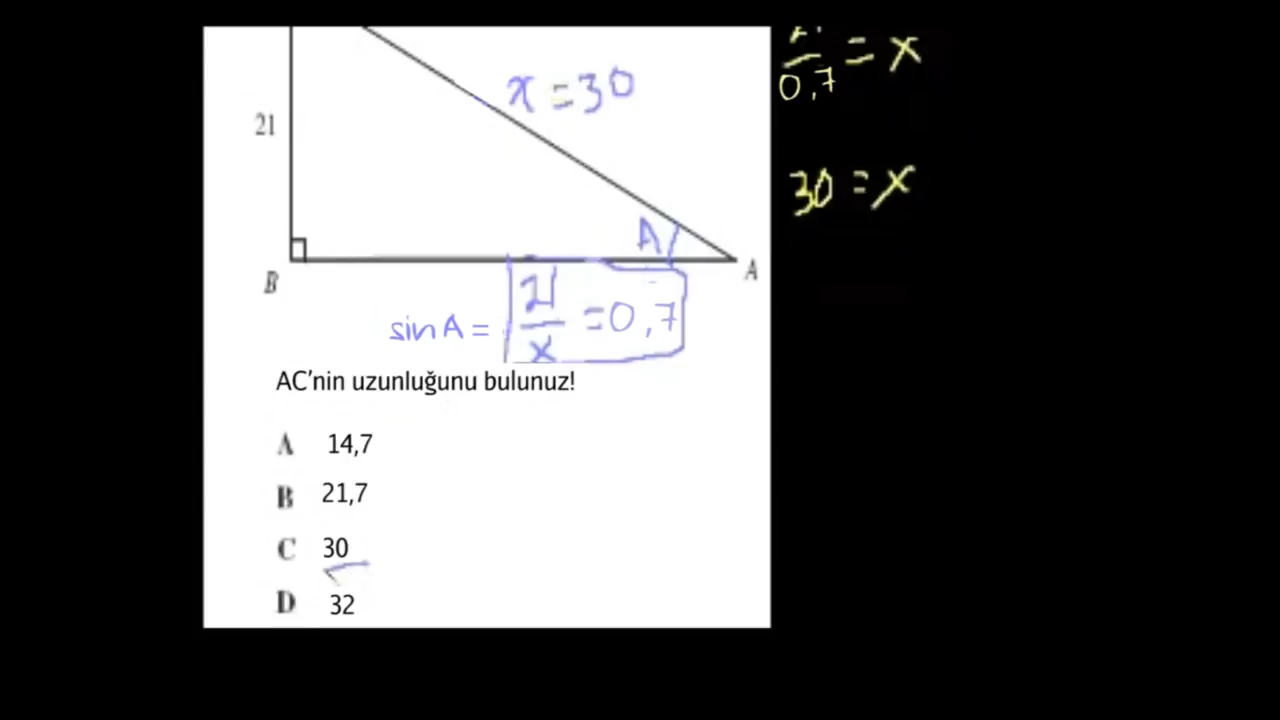 0,7 = x
x = 30
21
30 = x
A
B
A
sin A = 21/x = 0,7
AC'nin uzunluğunu bulunuz!
A 14,7
B 21,7
C 30
D 32